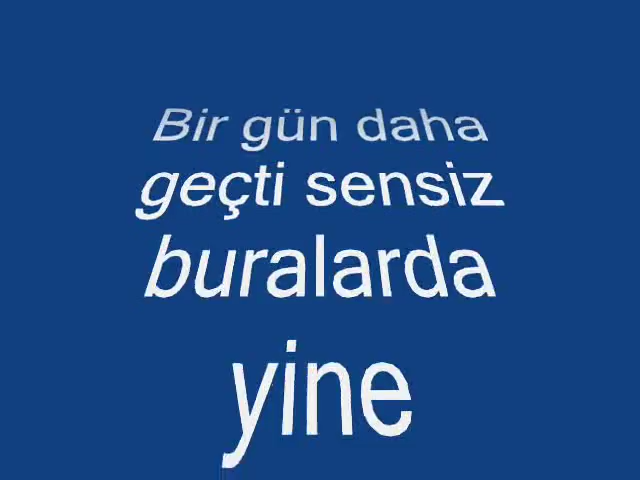 Bir gün daha
geçti sensiz
buralarda
yine